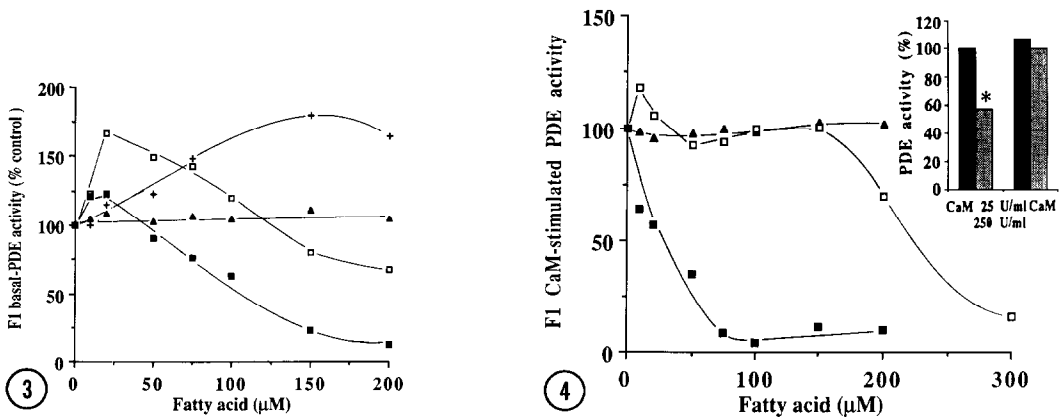 200
150
100
50
0
F1 basal-PDE activity (% control )
0 50 100 150 200
Fatty acid (µM)
3
150
100
50
0
F1 CaM-stimulated PDE activity
0 100 200 300
Fatty acid (µM)
4
120
100
80
60
40
20
0
PDE activity (%)
*
CaM 25 U/ml CaM
250 U/ml